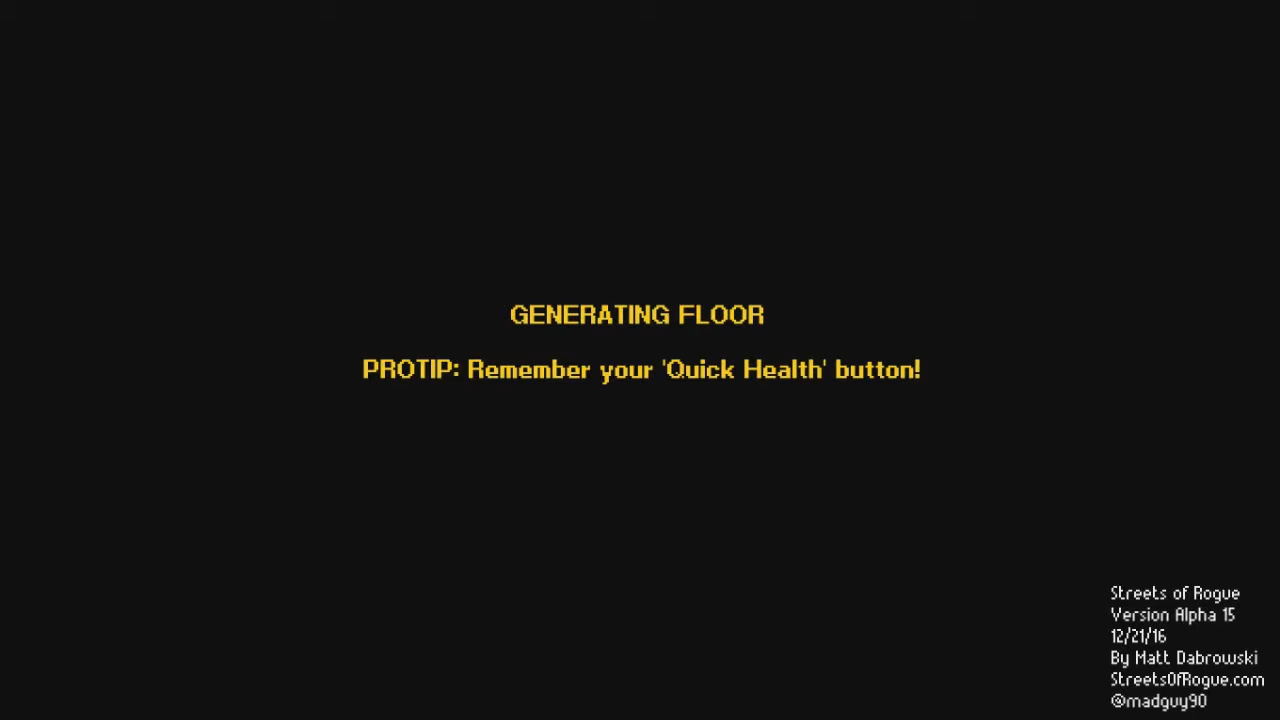 GENERATING FLOOR
PROTIP: Remember your 'Quick Health' button!
Streets of Rogue
Version Alpha 15
12/21/16
By Matt Dabrowski
StreetsOfRogue.com
@madguy90